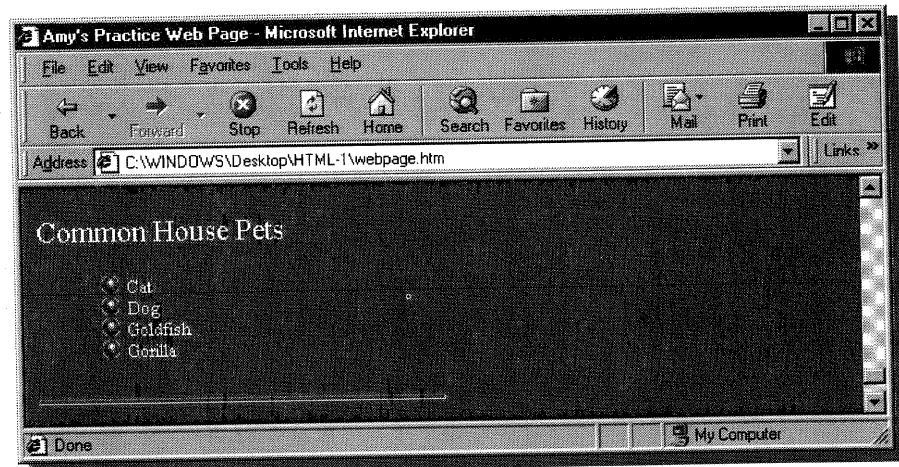 Amy's Practice Web Page - Microsoft Internet Explorer
File Edit View Favorites Tools Help
Back Forward Stop Refresh Home Search Favorites History Mail Print Edit
Address C:\WINDOWS\Desktop\HTML-1\webpage.htm Links »
Common House Pets
Cat
Dog
Goldfish
Gorilla
Done My Computer